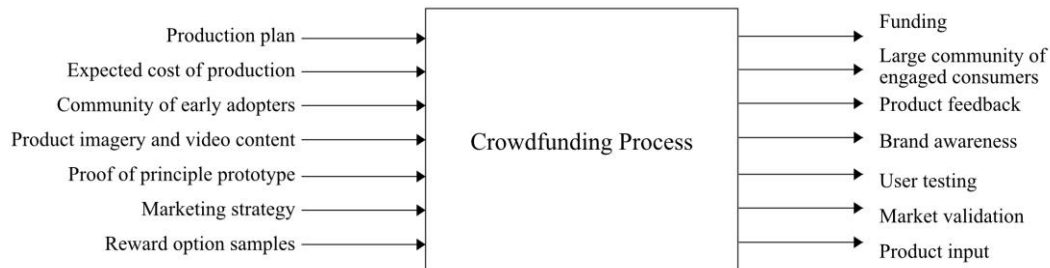 Production plan
Expected cost of production
Community of early adopters
Product imagery and video content
Proof of principle prototype
Marketing strategy
Reward option samples
Crowdfunding Process
Funding
Large community of
engaged consumers
Product feedback
Brand awareness
User testing
Market validation
Product input